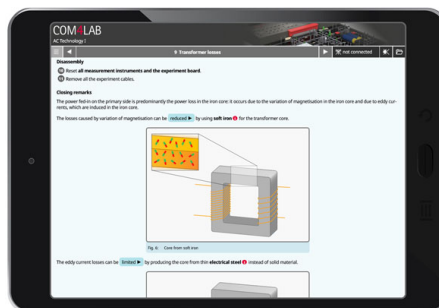 COM4LAB
AC Technology I
9 Transformer losses
not connected
Disassembly
Reset all measurement instruments and the experiment board.
Remove all the experiment cables.
Closing remarks
The power fed-in on the primary side is predominantly the power loss in the iron core: it occurs due to the variation of magnetisation in the iron core and due to eddy cur-
rents, which are induced in the iron core.
The losses caused by variation of magnetisation can be reduced ▶ by using soft iron for the transformer core.
Fig. 8: Core from soft iron
The eddy current losses can be limited ▶ by producing the core from thin electrical steel instead of solid material.